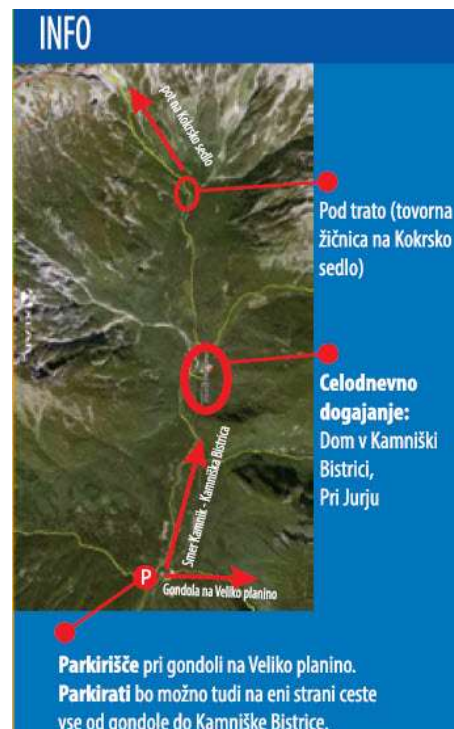 INFO
pot na Kokrsko sedlo
Pod trato (tovorna
žičnica na Kokrsko
sedlo)
Celodnevno
dogajanje:
Dom v Kamniški
Bistrici,
Pri Jurju
Smer Kamnik - Kamniška Bistrica
P
Gondola na Veliko planino
Parkirišče pri gondoli na Veliko planino.
Parkirati bo možno tudi na eni strani ceste
vse od gondole do Kamniške Bistrice.